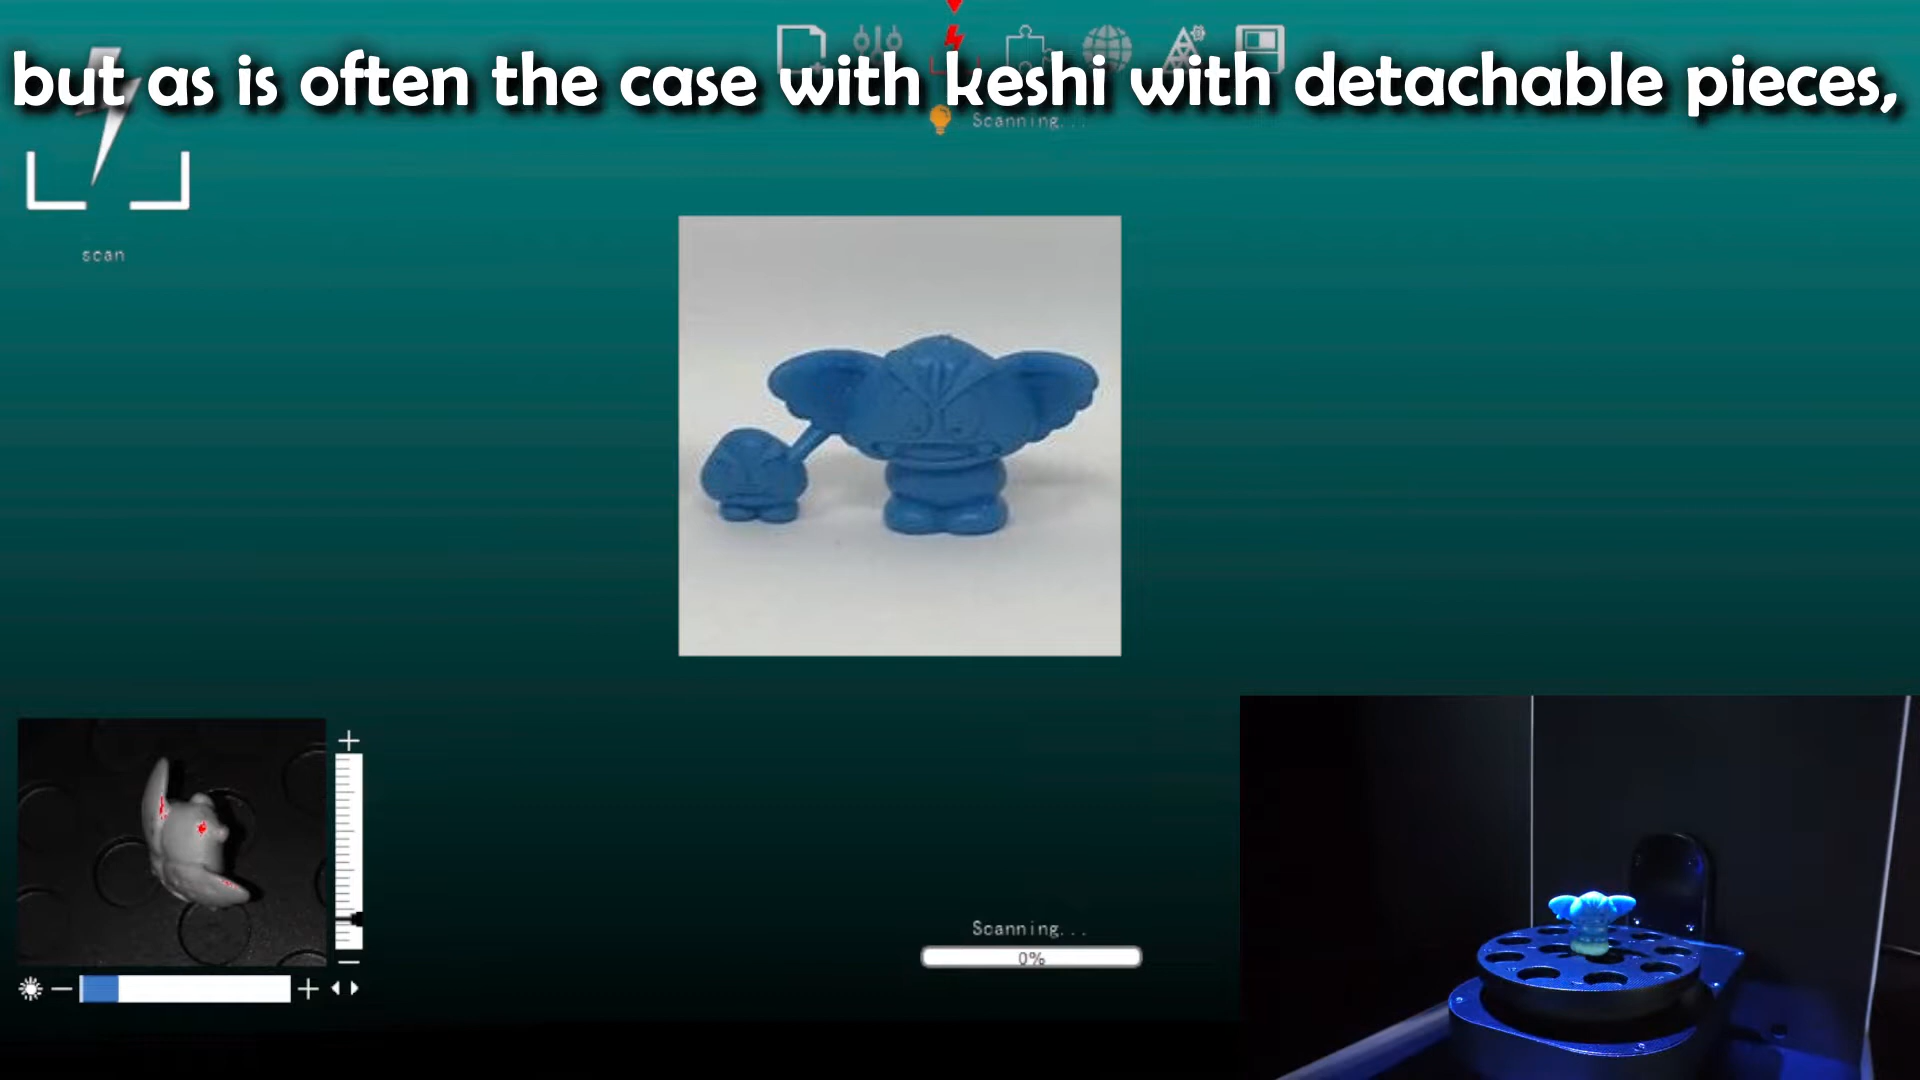 but as is often the case with keshi with detachable pieces,
Scanning...
scan
Scanning...
0%